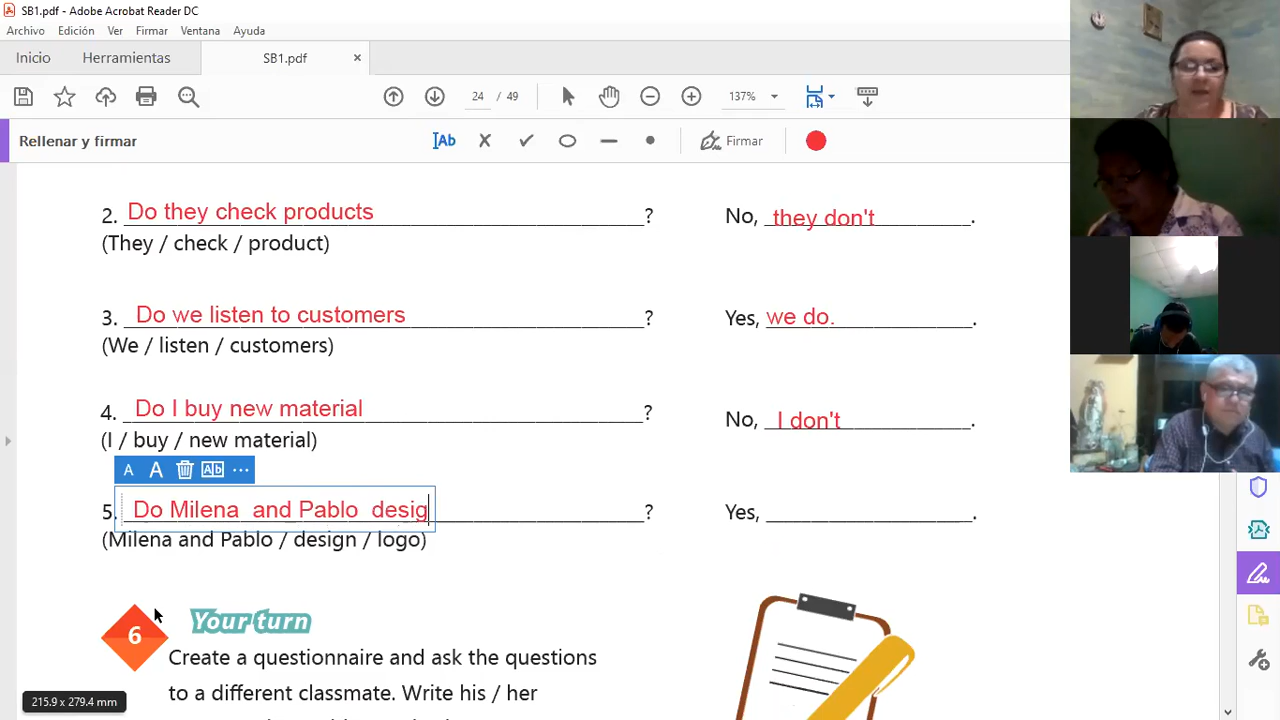 SB1.pdf - Adobe Acrobat Reader DC
Archivo Edición Ver Firmar Ventana Ayuda
Inicio Herramientas SB1.pdf ×
24 / 49 137%
Rellenar y firmar Ab Firmar
2. Do they check products ? No, they don't .
(They / check / product)
3. Do we listen to customers ? Yes, we do. .
(We / listen / customers)
4. Do I buy new material ? No, I don't .
(I / buy / new material)
A A Ab ...
5. Do Milena and Pablo desig ? Yes, .
(Milena and Pablo / design / logo)
6 Your turn
Create a questionnaire and ask the questions
to a different classmate. Write his / her
215.9 x 279.4 mm